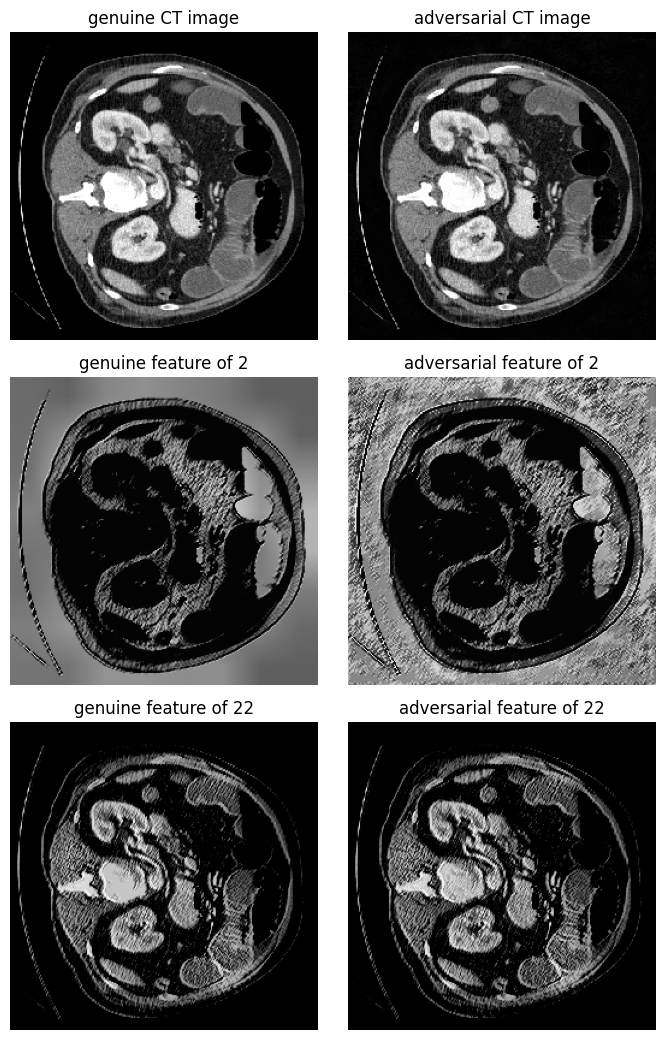 genuine CT image
adversarial CT image
genuine feature of 2
adversarial feature of 2
genuine feature of 22
adversarial feature of 22